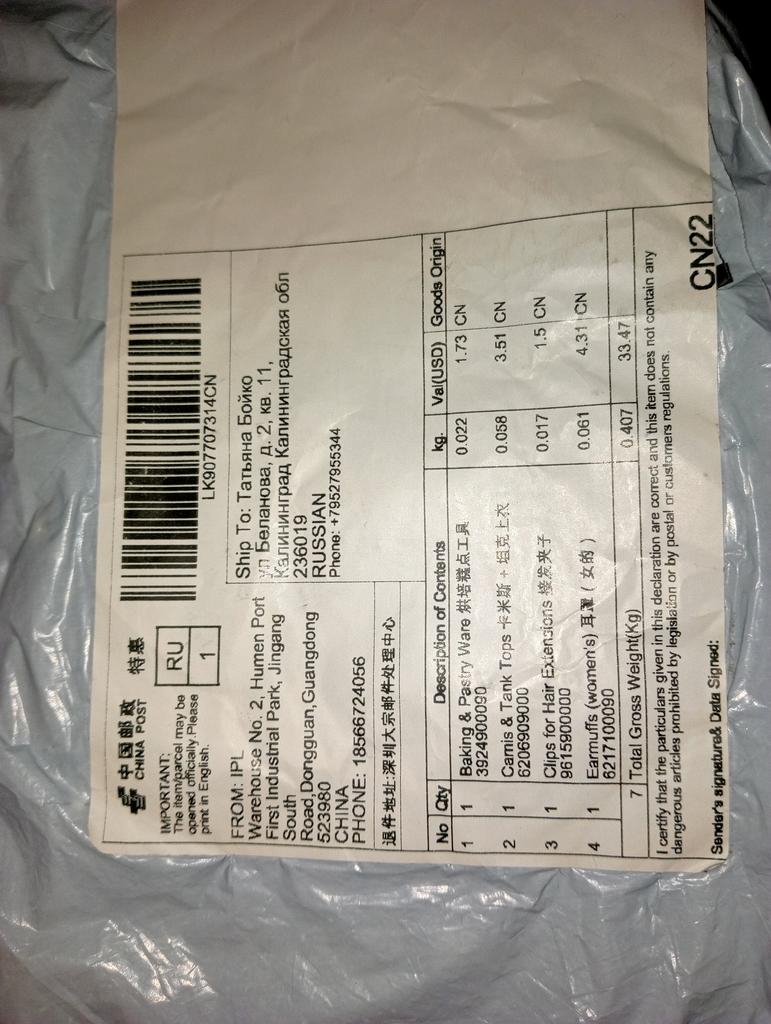 中国邮政
CHINA POST
特惠
IMPORTANT:
The item/parcel may be
opened officially.Please
print in English.
RU
1
LK907707314CN
FROM: IPL
Warehouse No. 2, Humen Port
First Industrial Park, Jingang
South
Road,Dongguan,Guangdong
523980
CHINA
PHONE: 18566724056
Ship To: Татьяна Бойко
ул Беланова, д. 2, кв. 11,
Калининград Калининградская обл
236019
RUSSIAN
Phone: +79527955344
退件地址:深圳大宗邮件处理中心
No Qty Description of Contents kg. Val(USD) Goods Origin
1 1 Baking & Pastry Ware 烘培糕点工具 0.022 1.73 CN
3924900090
2 1 Camis & Tank Tops 卡米斯 + 坦克上衣 0.058 3.51 CN
6206909000
3 1 Clips for Hair Extensions 接发夹子 0.017 1.5 CN
9615900000
4 1 Earmuffs (women's) 耳罩 ( 女的 ) 0.061 4.31 CN
6217100090
7 Total Gross Weight(Kg) 0.407 33.47
I certify that the particulars given in this declaration are correct and this item does not contain any
dangerous articles prohibited by legislation or by postal or customers regulations.
Sender's signature& Data Signed:
CN22